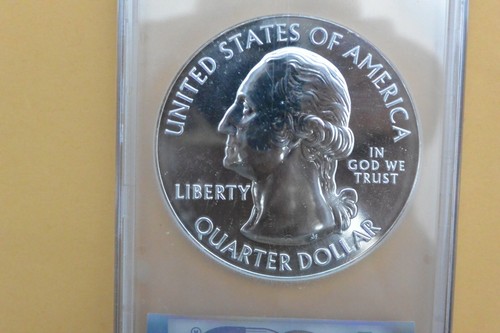 UNITED STATES OF AMERICA
IN
GOD WE
TRUST
LIBERTY
QUARTER DOLLAR